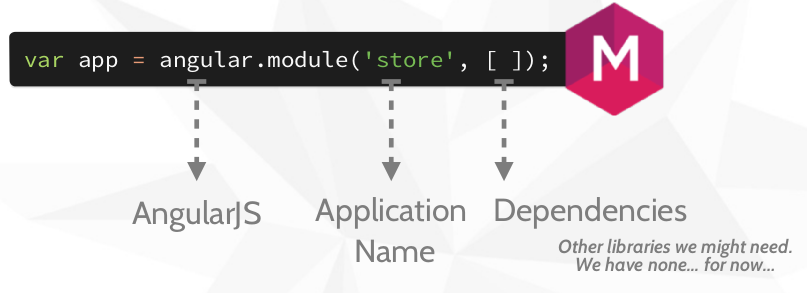 var app = angular.module('store', [ ]);
M
AngularJS
Application
Name
Dependencies
Other libraries we might need.
We have none... for now...